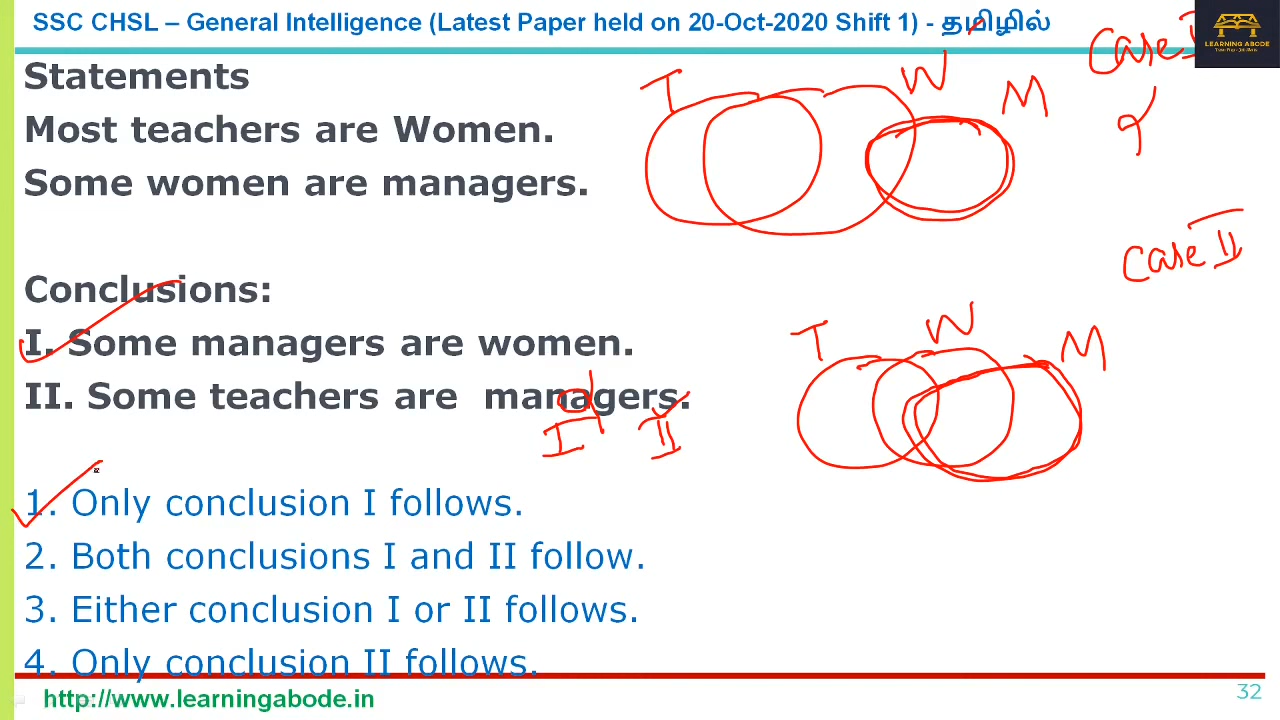 SSC CHSL – General Intelligence (Latest Paper held on 20-Oct-2020 Shift 1) - தமிழில்
LEARNING ABODE
Case I
Statements
T
W
M
Most teachers are Women.
Some women are managers.
Case II
Conclusions:
T
W
M
I. Some managers are women.
II. Some teachers are managers.
I
II
1. Only conclusion I follows.
2. Both conclusions I and II follow.
3. Either conclusion I or II follows.
4. Only conclusion II follows.
http://www.learningabode.in
32